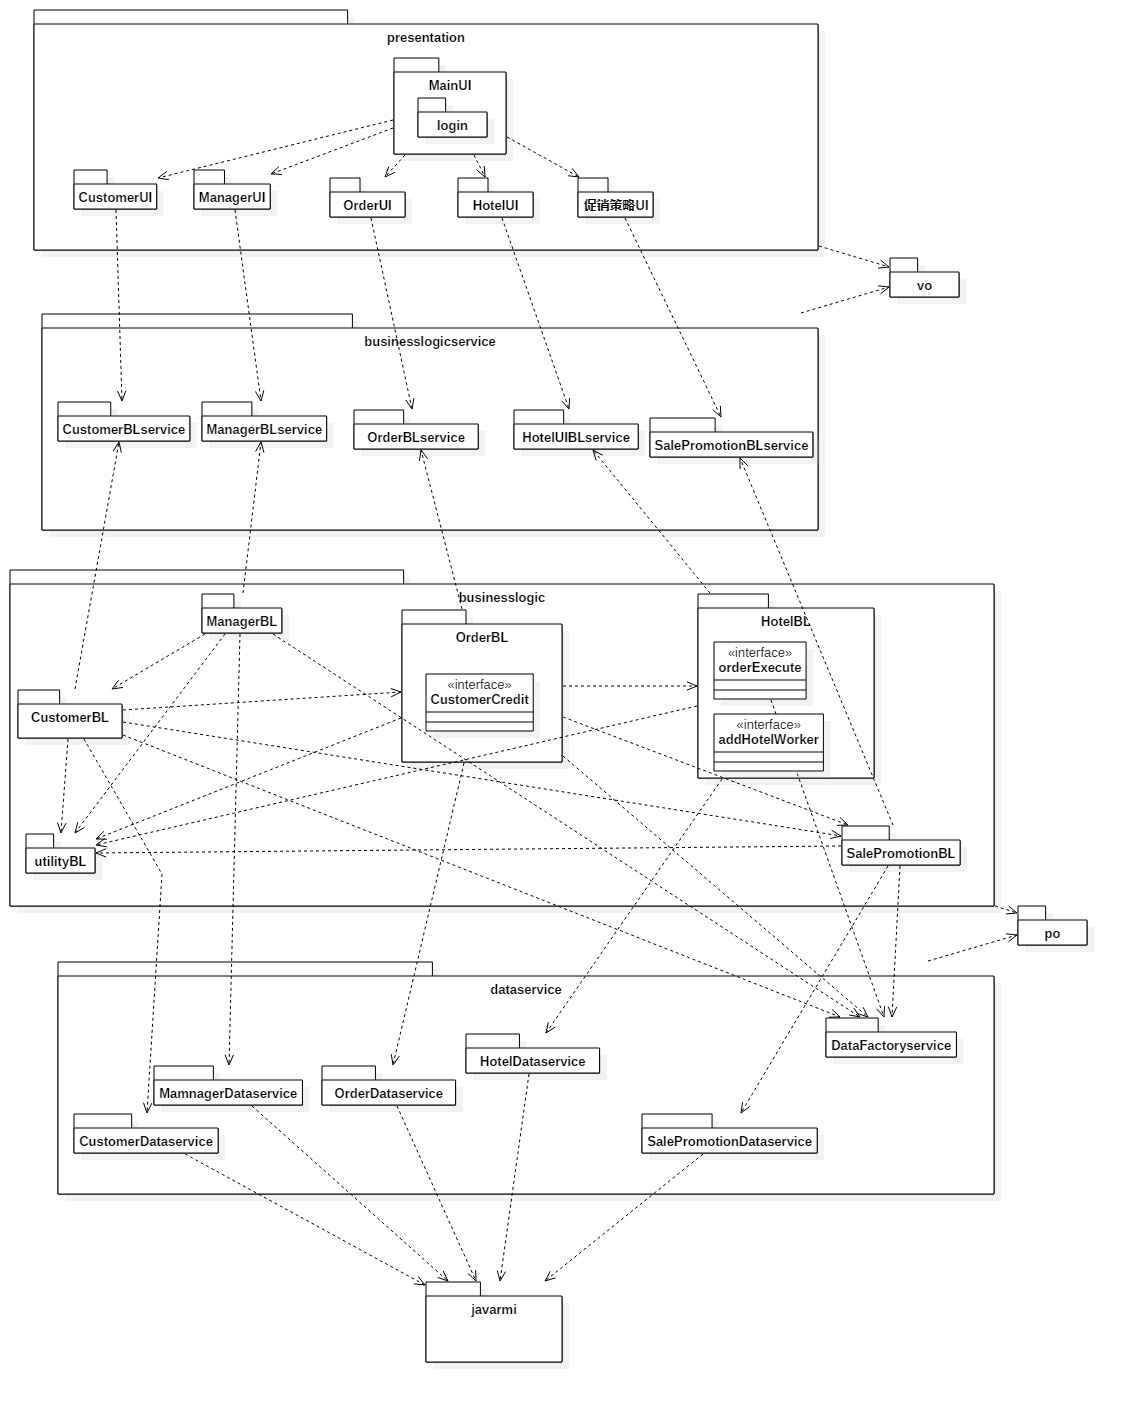 presentation
MainUI
login
CustomerUI
ManagerUI
OrderUI
HotelUI
促销策略UI
vo
businesslogicservice
CustomerBLservice
ManagerBLservice
OrderBLservice
HotelUIBLservice
SalePromotionBLservice
businesslogic
ManagerBL
OrderBL
HotelBL
«interface»
orderExecute
«interface»
CustomerCredit
CustomerBL
«interface»
addHotelWorker
utilityBL
SalePromotionBL
po
dataservice
DataFactoryservice
HotelDataservice
MamnagerDataservice
OrderDataservice
CustomerDataservice
SalePromotionDataservice
javarmi